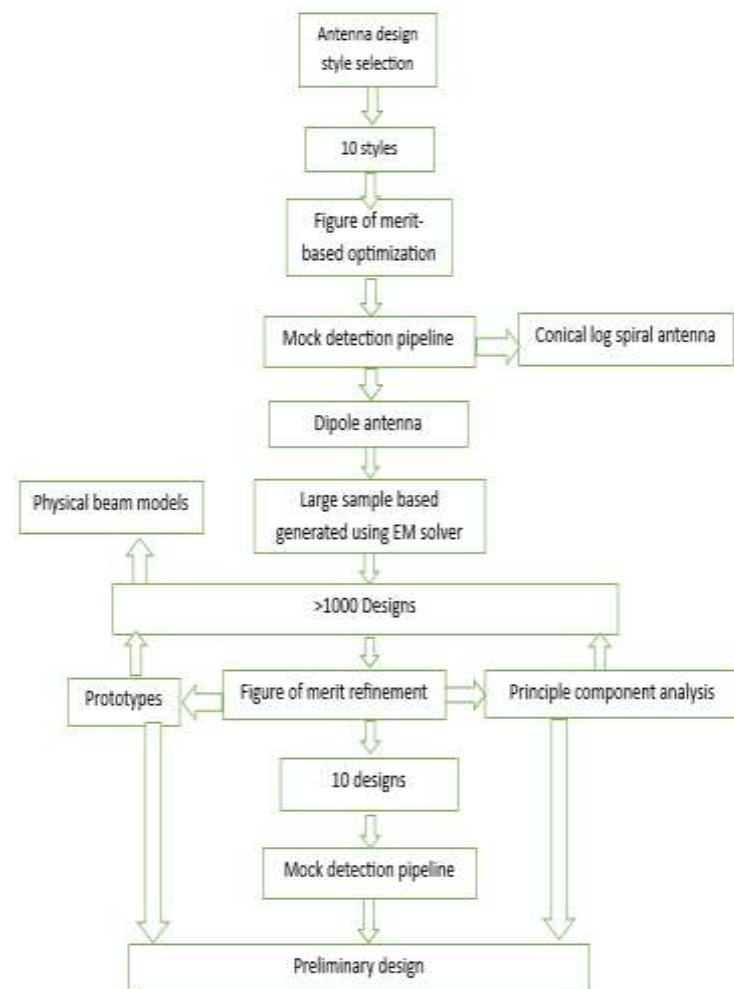 Antenna design
style selection
10 styles
Figure of merit-
based optimization
Mock detection pipeline
Conical log spiral antenna
Dipole antenna
Physical beam models
Large sample based
generated using EM solver
>1000 Designs
Prototypes
Figure of merit refinement
Principle component analysis
10 designs
Mock detection pipeline
Preliminary design